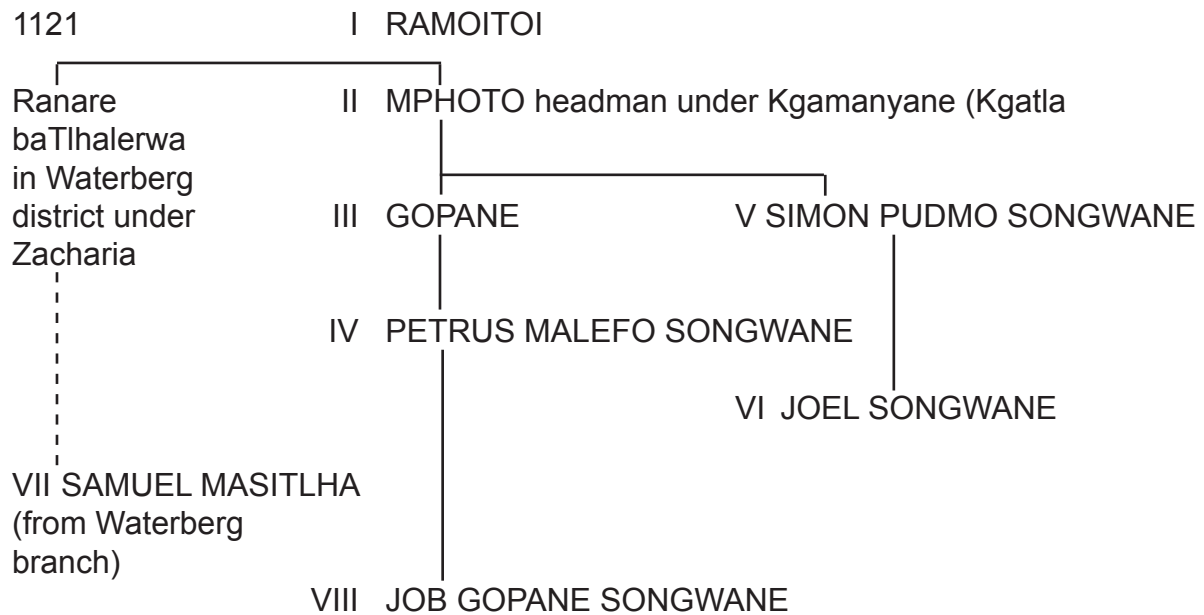 1121 I RAMOITOI
Ranare
baTlhalerwa
in Waterberg
district under
Zacharia
II MPHOTO headman under Kgamanyane (Kgatla
III GOPANE
V SIMON PUDMO SONGWANE
IV PETRUS MALEFO SONGWANE
VI JOEL SONGWANE
VII SAMUEL MASITLHA
(from Waterberg
branch)
VIII JOB GOPANE SONGWANE